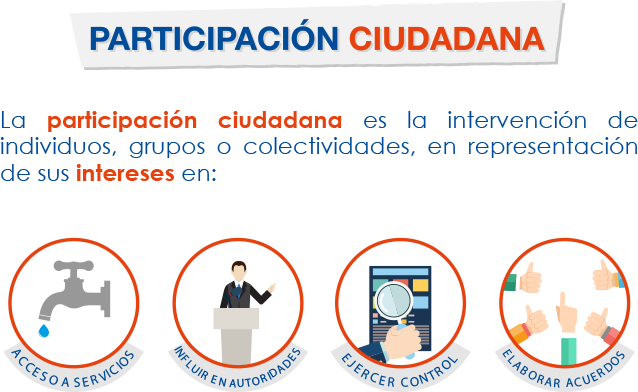 PARTICIPACIÓN CIUDADANA
La participación ciudadana es la intervención de
individuos, grupos o colectividades, en representación
de sus intereses en:
ACCESO A SERVICIOS
INFLUIR EN AUTORIDADES
EJERCER CONTROL
ELABORAR ACUERDOS